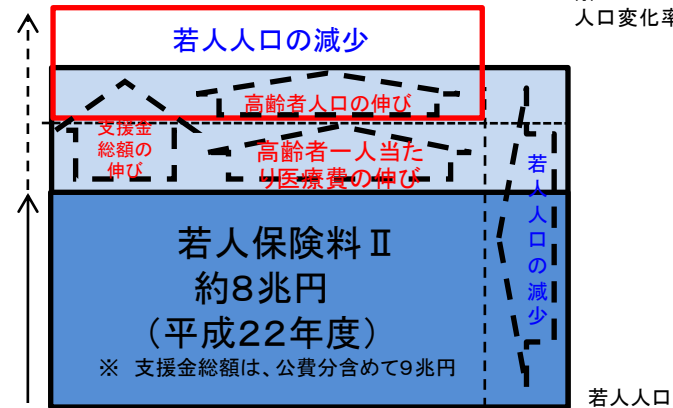 人口変化率
若人人口の減少
高齢者人口の伸び
支援金
総額の
伸び
高齢者一人当た
り医療費の伸び
若人人口の減少
若人保険料Ⅱ
約8兆円
(平成22年度)
※ 支援金総額は、公費分含めて9兆円
若人人口